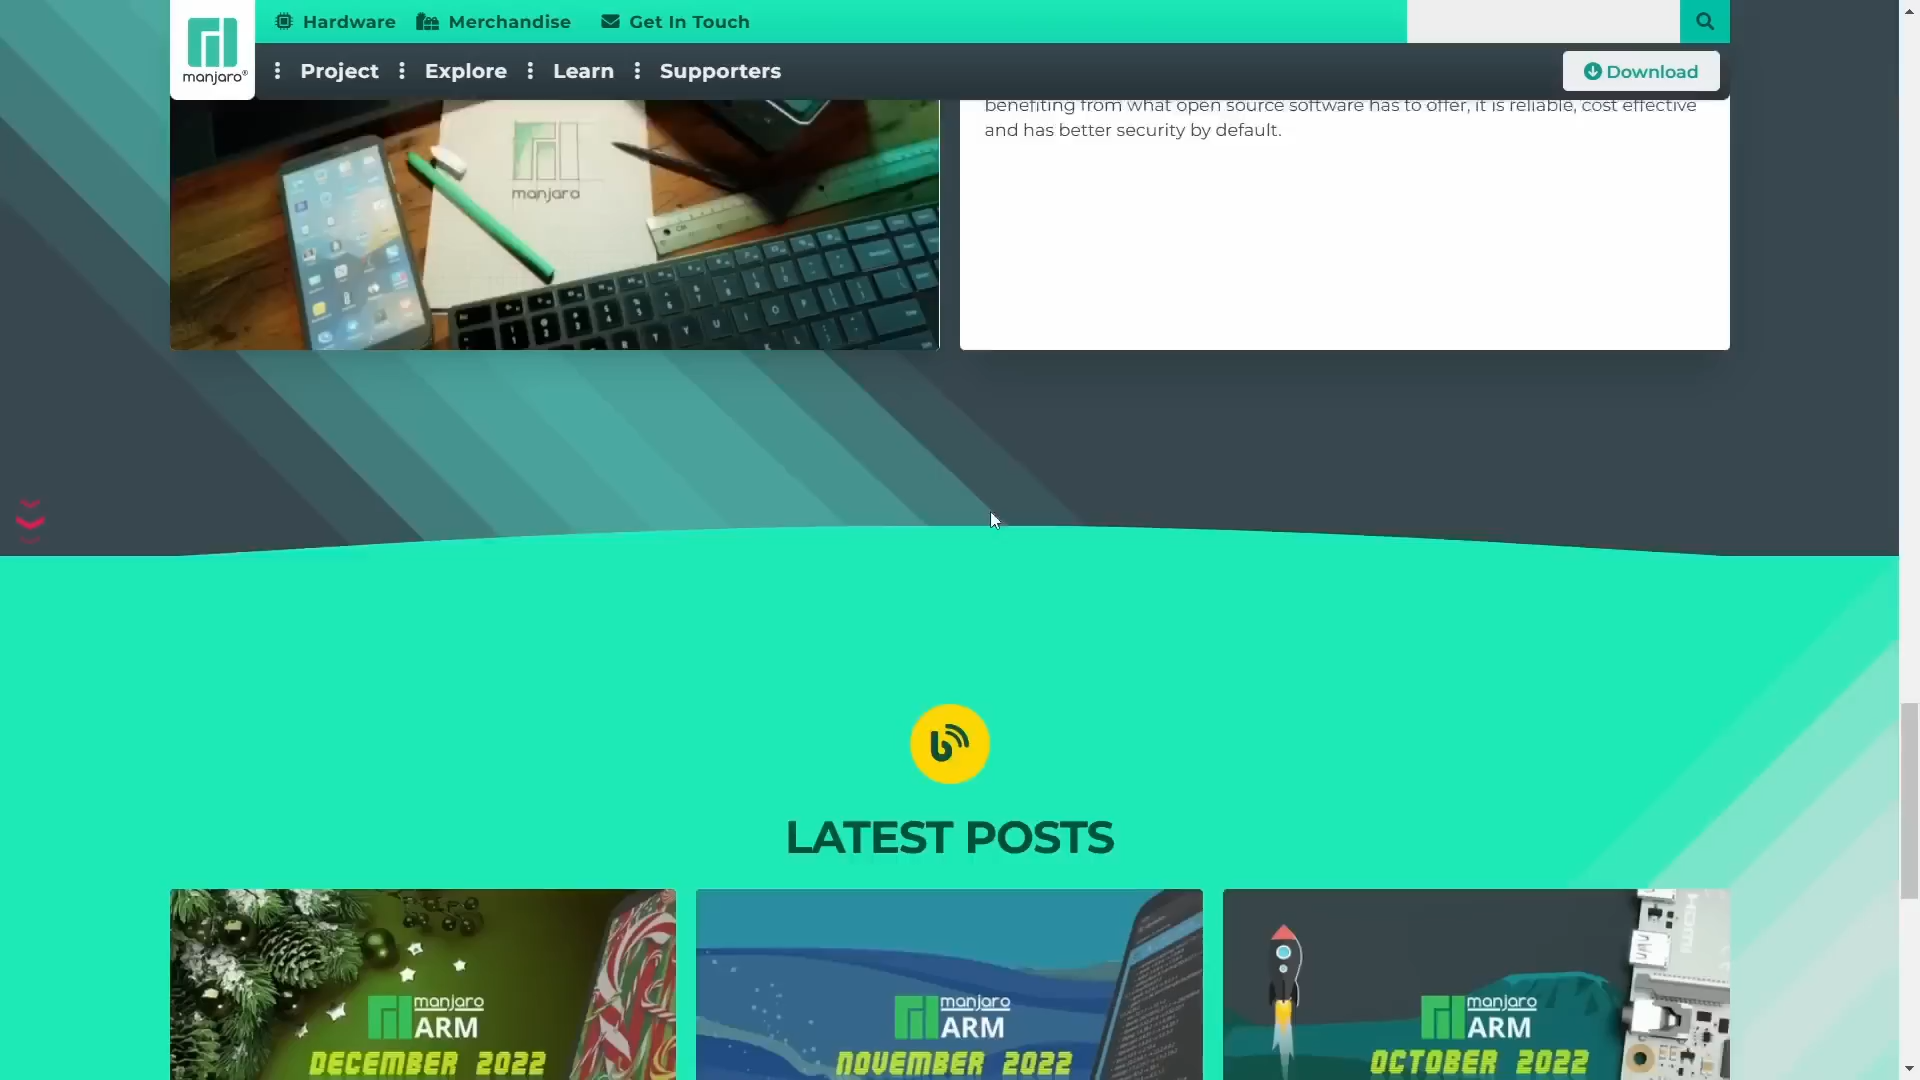 Hardware
Merchandise
Get In Touch
manjaro®
Project
Explore
Learn
Supporters
Download
benefiting from what open source software has to offer, it is reliable, cost effective
and has better security by default.
manjaro
LATEST POSTS
manjaro
ARM
DECEMBER 2022
manjaro
ARM
NOVEMBER 2022
manjaro
ARM
OCTOBER 2022
HDMI